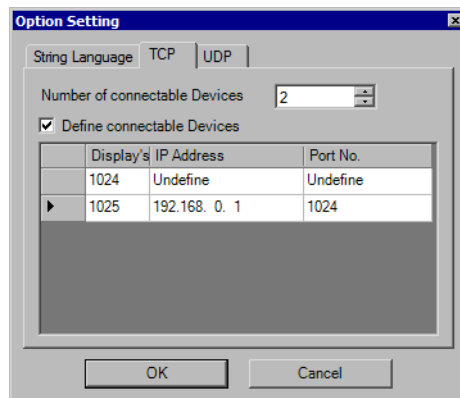 Option Setting
String Language TCP UDP
Number of connectable Devices 2
Define connectable Devices
Display's IP Address Port No.
1024 Undefine Undefine
1025 192.168. 0. 1 1024
OK Cancel